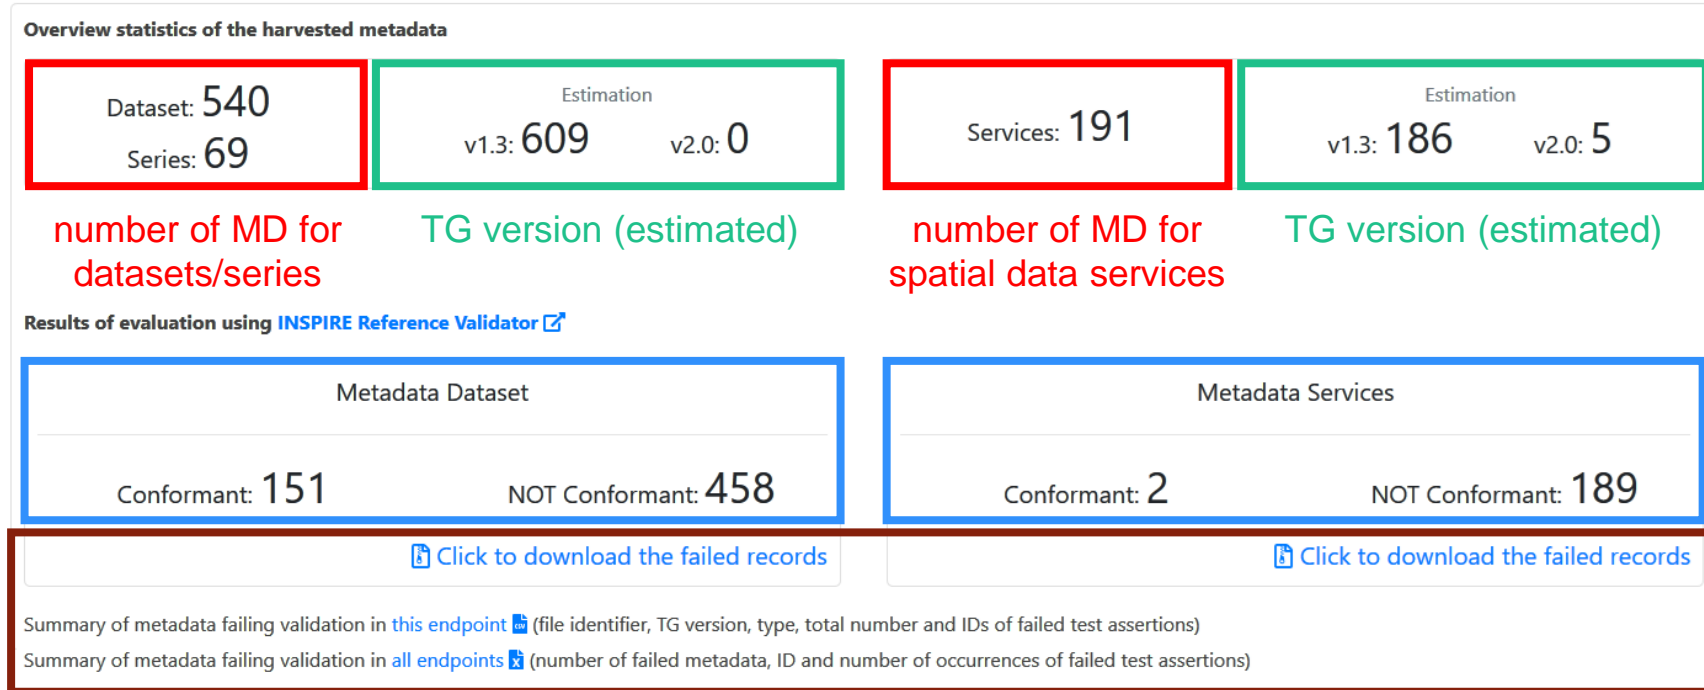 Overview statistics of the harvested metadata
Dataset: 540
Series: 69
Estimation
v1.3: 609 v2.0: 0
Services: 191
Estimation
v1.3: 186 v2.0: 5
number of MD for
datasets/series
TG version (estimated)
number of MD for
spatial data services
TG version (estimated)
Results of evaluation using INSPIRE Reference Validator
Metadata Dataset
Conformant: 151 NOT Conformant: 458
Click to download the failed records
Metadata Services
Conformant: 2 NOT Conformant: 189
Click to download the failed records
Summary of metadata failing validation in this endpoint (file identifier, TG version, type, total number and IDs of failed test assertions)
Summary of metadata failing validation in all endpoints (number of failed metadata, ID and number of occurrences of failed test assertions)